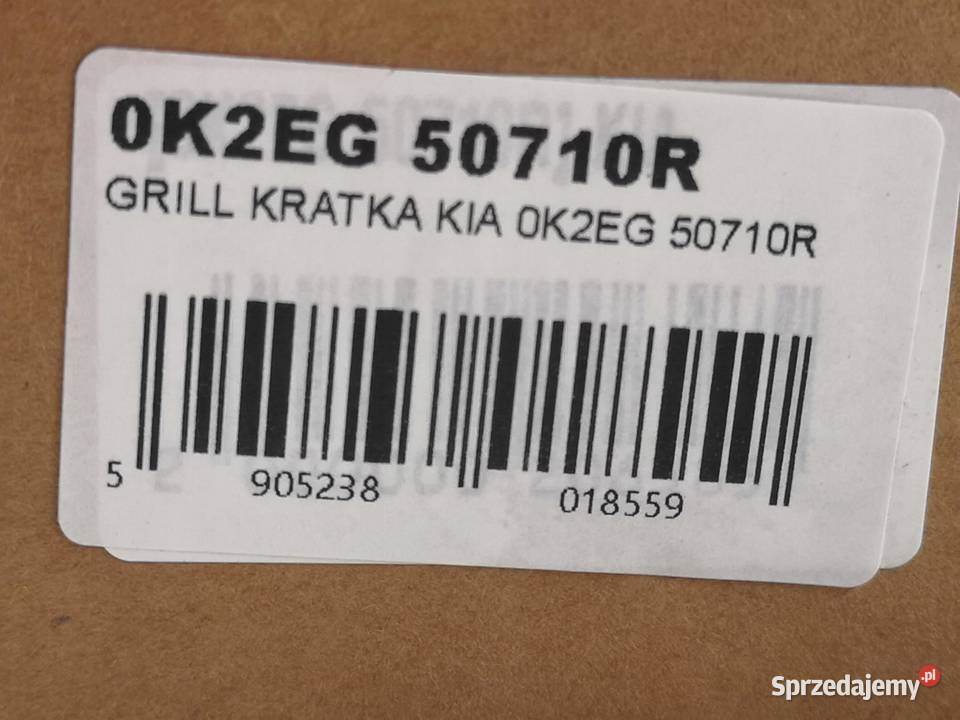 0K2EG 50710R
GRILL KRATKA KIA 0K2EG 50710R
5 905238 018559
Sprzedajemy.pl